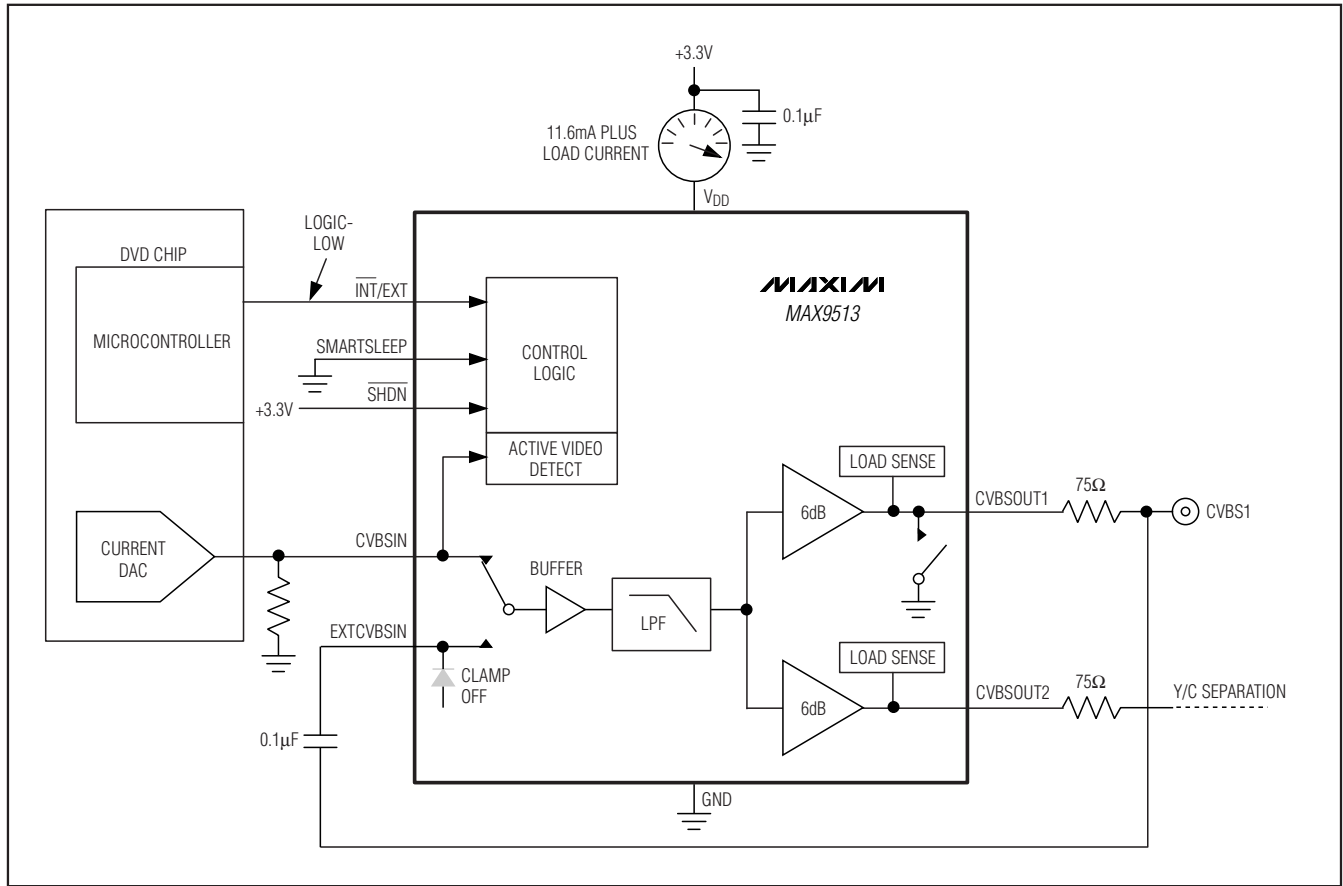 +3.3V
0.1μF
11.6mA PLUS
LOAD CURRENT
VDD
LOGIC-
LOW
DVD CHIP
MICROCONTROLLER
INT/EXT
SMARTSLEEP
SHDN
+3.3V
CONTROL
LOGIC
ACTIVE VIDEO
DETECT
MAXIM
MAX9513
CURRENT
DAC
CVBSIN
BUFFER
LPF
EXTCVBSIN
CLAMP
OFF
0.1μF
6dB
LOAD SENSE
CVBSOUT1
75Ω
CVBS1
6dB
LOAD SENSE
CVBSOUT2
75Ω
Y/C SEPARATION
GND